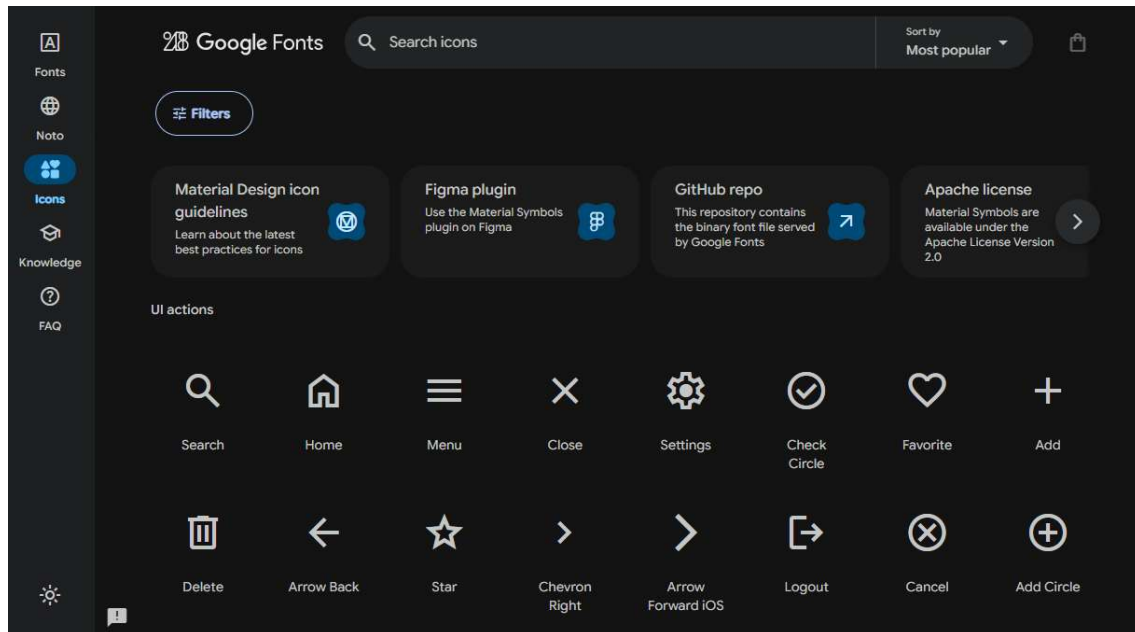 Fonts
Noto
Icons
Knowledge
FAQ
Google Fonts
Search icons
Sort by
Most popular
Filters
Material Design icon
guidelines
Learn about the latest
best practices for icons
Figma plugin
Use the Material Symbols
plugin on Figma
GitHub repo
This repository contains
the binary font file served
by Google Fonts
Apache license
Material Symbols are
available under the
Apache License Version
2.0
UI actions
Search
Home
Menu
Close
Settings
Check
Circle
Favorite
Add
Delete
Arrow Back
Star
Chevron
Right
Arrow
Forward iOS
Logout
Cancel
Add Circle